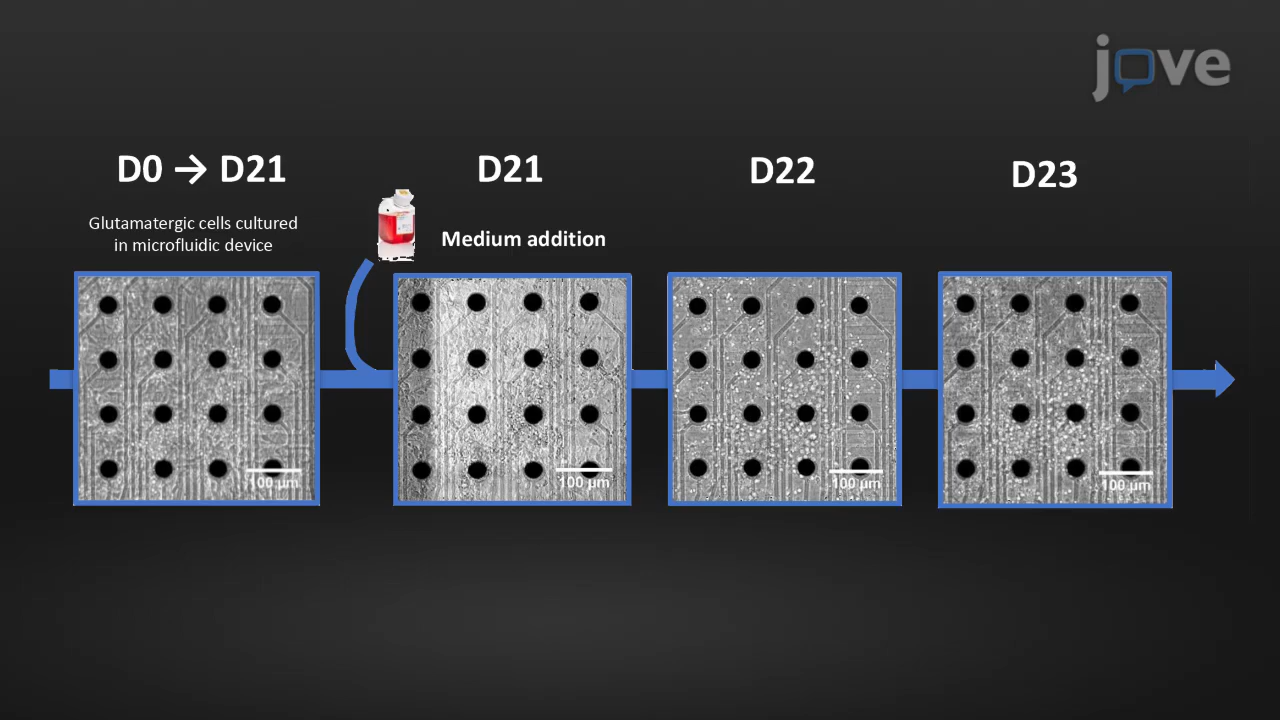 jove
D0 → D21
D21
D22
D23
Glutamatergic cells cultured
in microfluidic device
Medium addition
100 µm
100 µm
100 µm
100 µm